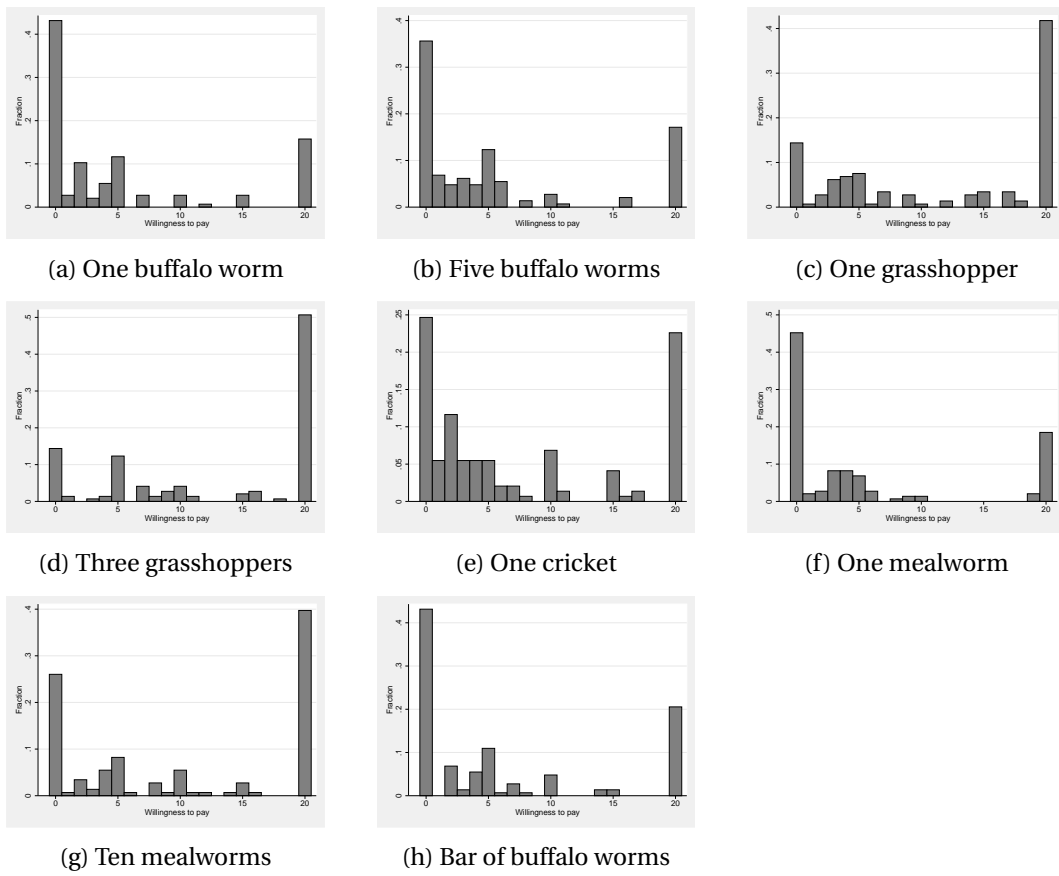 .4
.3
.2
.1
0
Fraction
0 5 10 15 20
Willingness to pay
(a) One buffalo worm
.4
.3
.2
.1
0
Fraction
0 5 10 15 20
Willingness to pay
(b) Five buffalo worms
.4
.3
.2
.1
0
Fraction
0 5 10 15 20
Willingness to pay
(c) One grasshopper
.5
.4
.3
.2
.1
0
Fraction
0 5 10 15 20
Willingness to pay
(d) Three grasshoppers
.25
.2
.15
.1
.05
0
Fraction
0 5 10 15 20
Willingness to pay
(e) One cricket
.5
.4
.3
.2
.1
0
Fraction
0 5 10 15 20
Willingness to pay
(f) One mealworm
.4
.3
.2
.1
0
Fraction
0 5 10 15 20
Willingness to pay
(g) Ten mealworms
.4
.3
.2
.1
0
Fraction
0 5 10 15 20
Willingness to pay
(h) Bar of buffalo worms